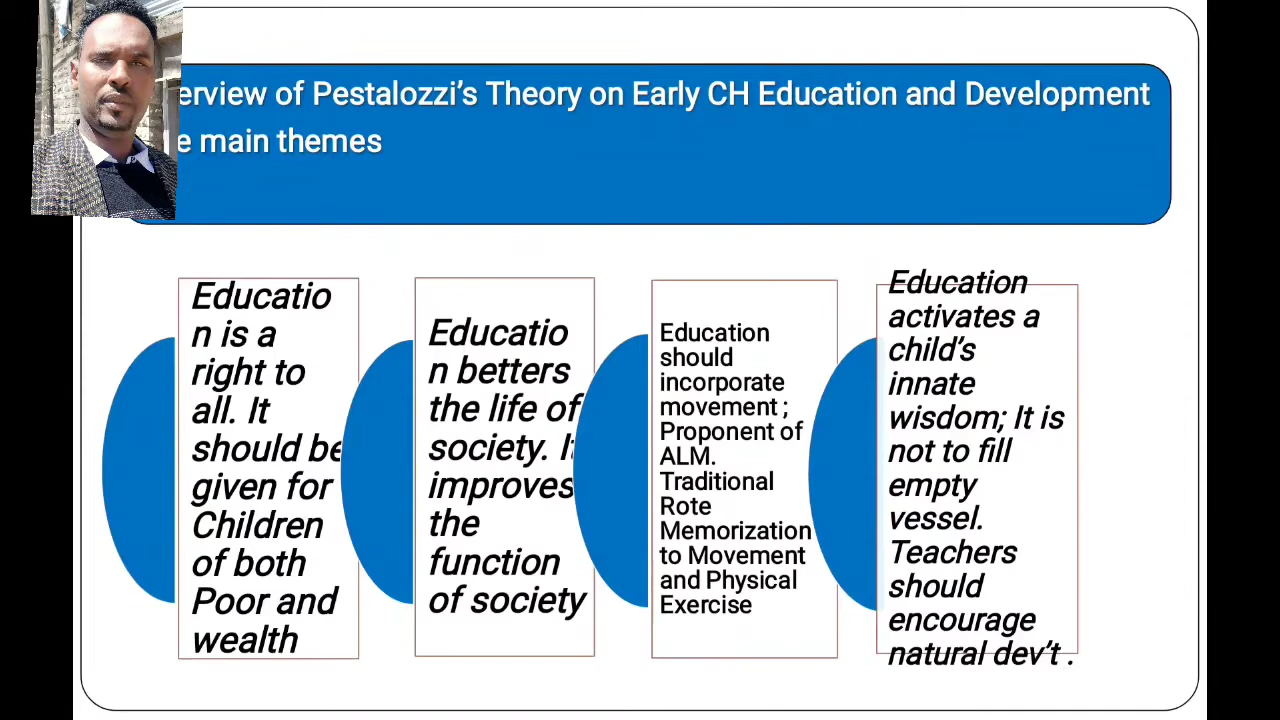 erview of Pestalozzi's Theory on Early CH Education and Development
e main themes
Educatio
n is a
right to
all. It
should be
given for
Children
of both
Poor and
wealth
Educatio
n betters
the life of
society. It
improves
the
function
of society
Education
should
incorporate
movement ;
Proponent of
ALM.
Traditional
Rote
Memorization
to Movement
and Physical
Exercise
Education
activates a
child's
innate
wisdom; It is
not to fill
empty
vessel.
Teachers
should
encourage
natural dev't .